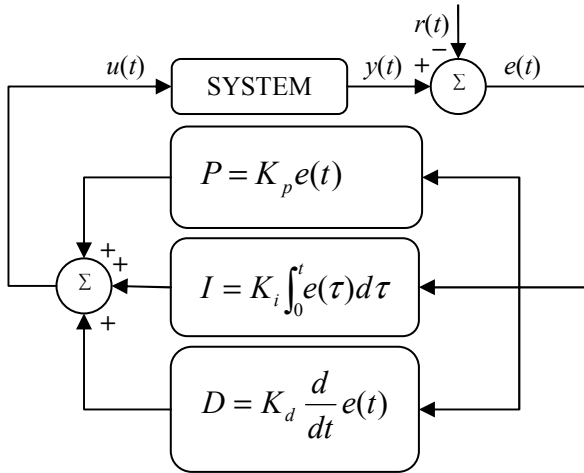 r(t)
−
u(t) SYSTEM y(t) + Σ e(t)
P = K_p e(t)
+
+
Σ I = K_i ∫_0^t e(τ)dτ
+
D = K_d d/dt e(t)